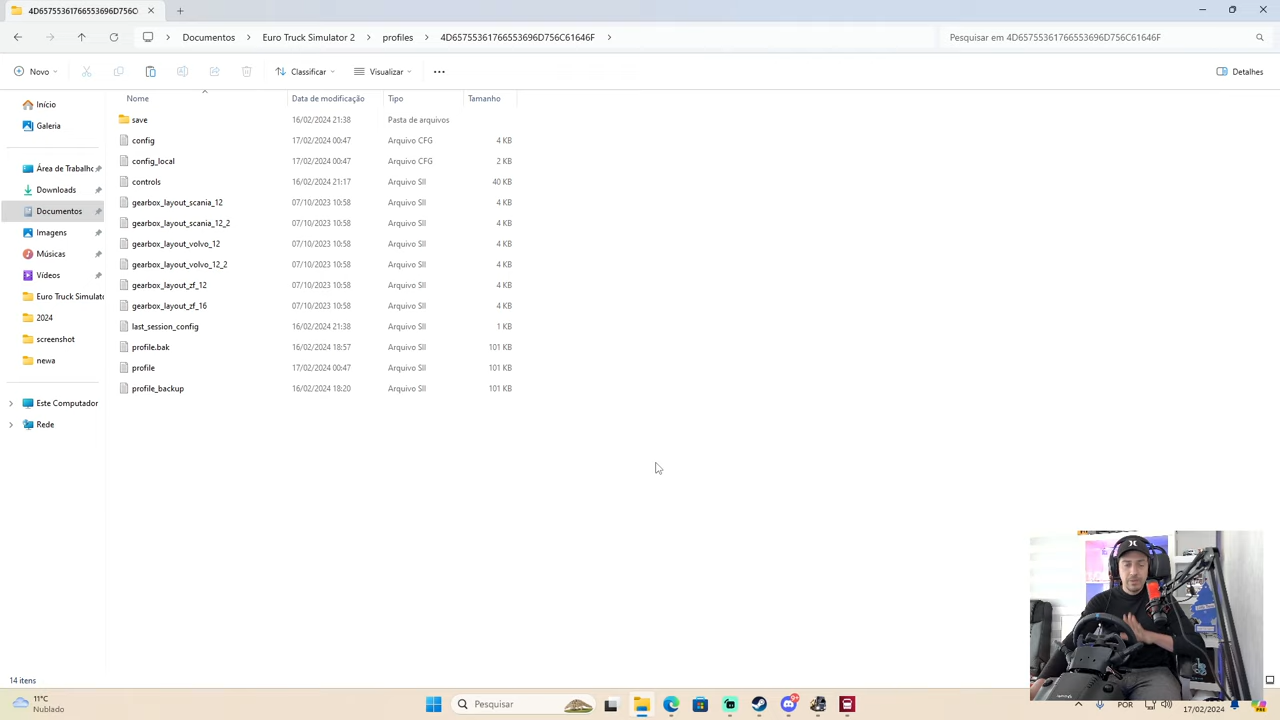 4D65755361766553696D756C
Documentos
Euro Truck Simulator 2
profiles
4D65755361766553696D756C61646F
Pesquisar em 4D65755361766553696D756C61646F
Novo
Classificar
Visualizar
Detalhes
Nome
Data de modificação
Tipo
Tamanho
Início
Galeria
Área de Trabalho
Downloads
Documentos
Imagens
Músicas
Vídeos
Euro Truck Simulato
2024
screenshot
newa
Este Computador
Rede
save 16/02/2024 21:38 Pasta de arquivos
config 17/02/2024 00:47 Arquivo CFG 4 KB
config_local 17/02/2024 00:47 Arquivo CFG 2 KB
controls 16/02/2024 21:17 Arquivo SII 40 KB
gearbox_layout_scania_12 07/10/2023 10:58 Arquivo SII 4 KB
gearbox_layout_scania_12_2 07/10/2023 10:58 Arquivo SII 4 KB
gearbox_layout_volvo_12 07/10/2023 10:58 Arquivo SII 4 KB
gearbox_layout_volvo_12_2 07/10/2023 10:58 Arquivo SII 4 KB
gearbox_layout_zf_12 07/10/2023 10:58 Arquivo SII 4 KB
gearbox_layout_zf_16 07/10/2023 10:58 Arquivo SII 4 KB
last_session_config 16/02/2024 21:38 Arquivo SII 1 KB
profile.bak 16/02/2024 18:57 Arquivo SII 101 KB
profile 17/02/2024 00:47 Arquivo SII 101 KB
profile_backup 16/02/2024 18:20 Arquivo SII 101 KB
14 itens
11°C
Nublado
Pesquisar
POR
17/02/2024